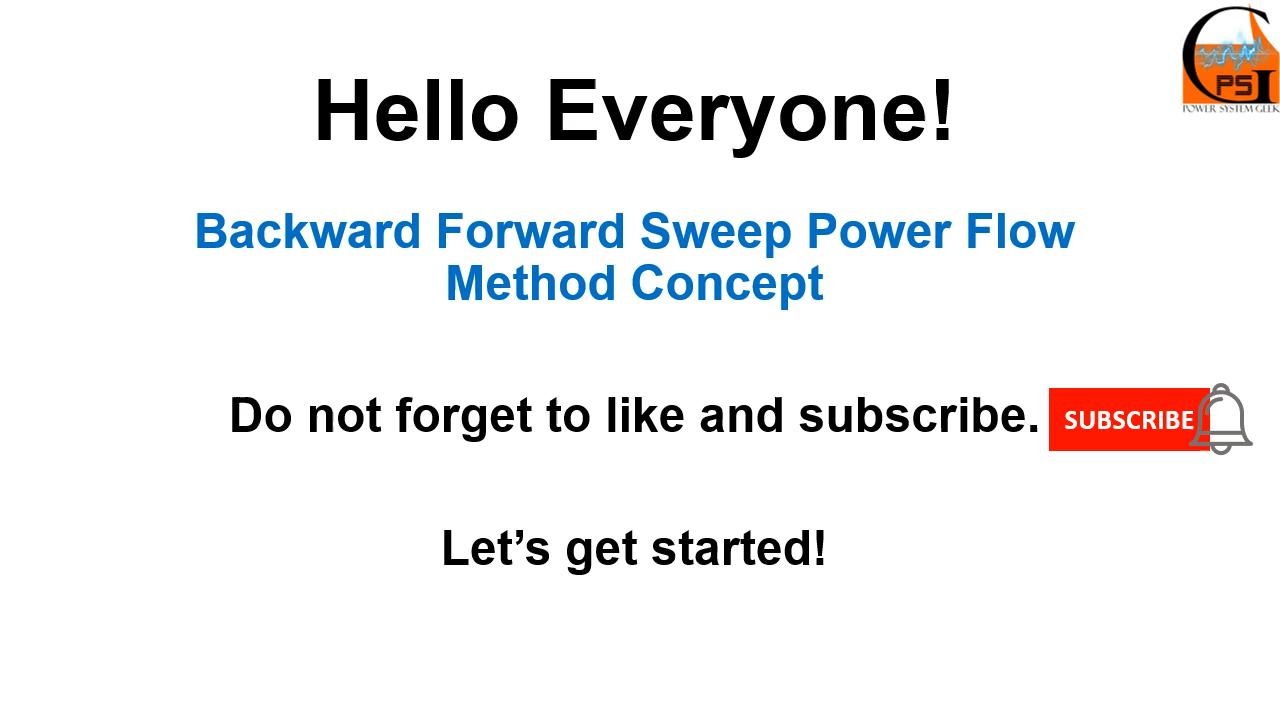 PS
POWER SYSTEM GEEK
Hello Everyone!
Backward Forward Sweep Power Flow
Method Concept
Do not forget to like and subscribe.
SUBSCRIBE
Let’s get started!